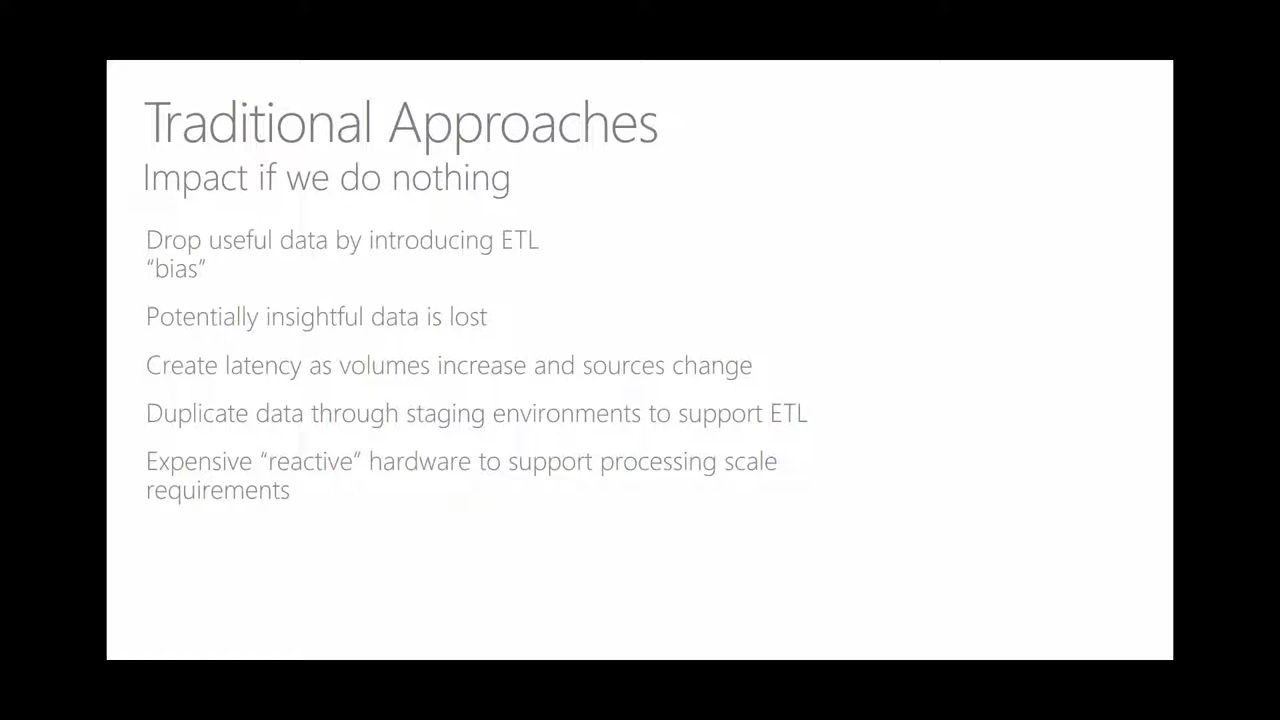 Traditional Approaches
Impact if we do nothing
Drop useful data by introducing ETL
“bias”
Potentially insightful data is lost
Create latency as volumes increase and sources change
Duplicate data through staging environments to support ETL
Expensive “reactive” hardware to support processing scale
requirements